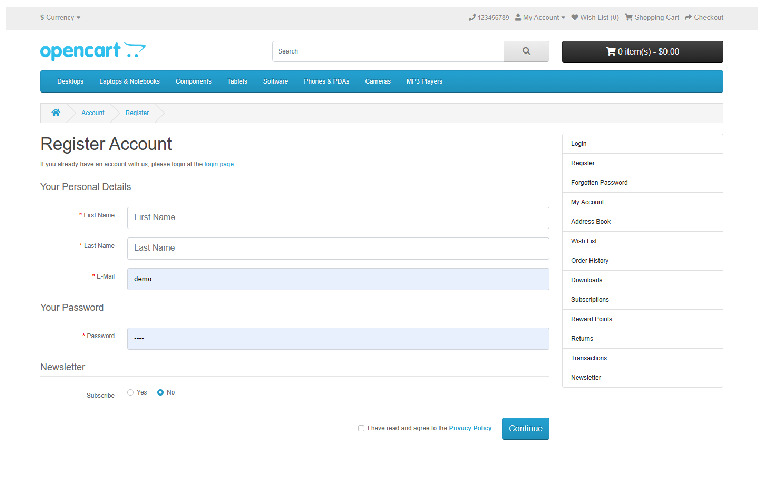 $ Currency
123456789 My Account Wish List (0) Shopping Cart Checkout
opencart
Search
0 item(s) - $0.00
Desktops Laptops & Notebooks Components Tablets Software Phones & PDAs Cameras MP3 Players
Account Register
Register Account
If you already have an account with us, please login at the login page.
Your Personal Details
* First Name First Name
* Last Name Last Name
* E-Mail demo
Your Password
* Password ----
Newsletter
Subscribe Yes No
I have read and agree to the Privacy Policy Continue
Login
Register
Forgotten Password
My Account
Address Book
Wish List
Order History
Downloads
Subscriptions
Reward Points
Returns
Transactions
Newsletter